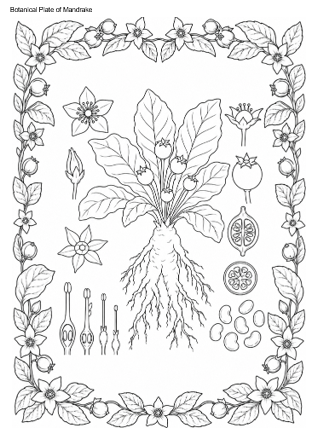 Botanical Plate of Mandrake